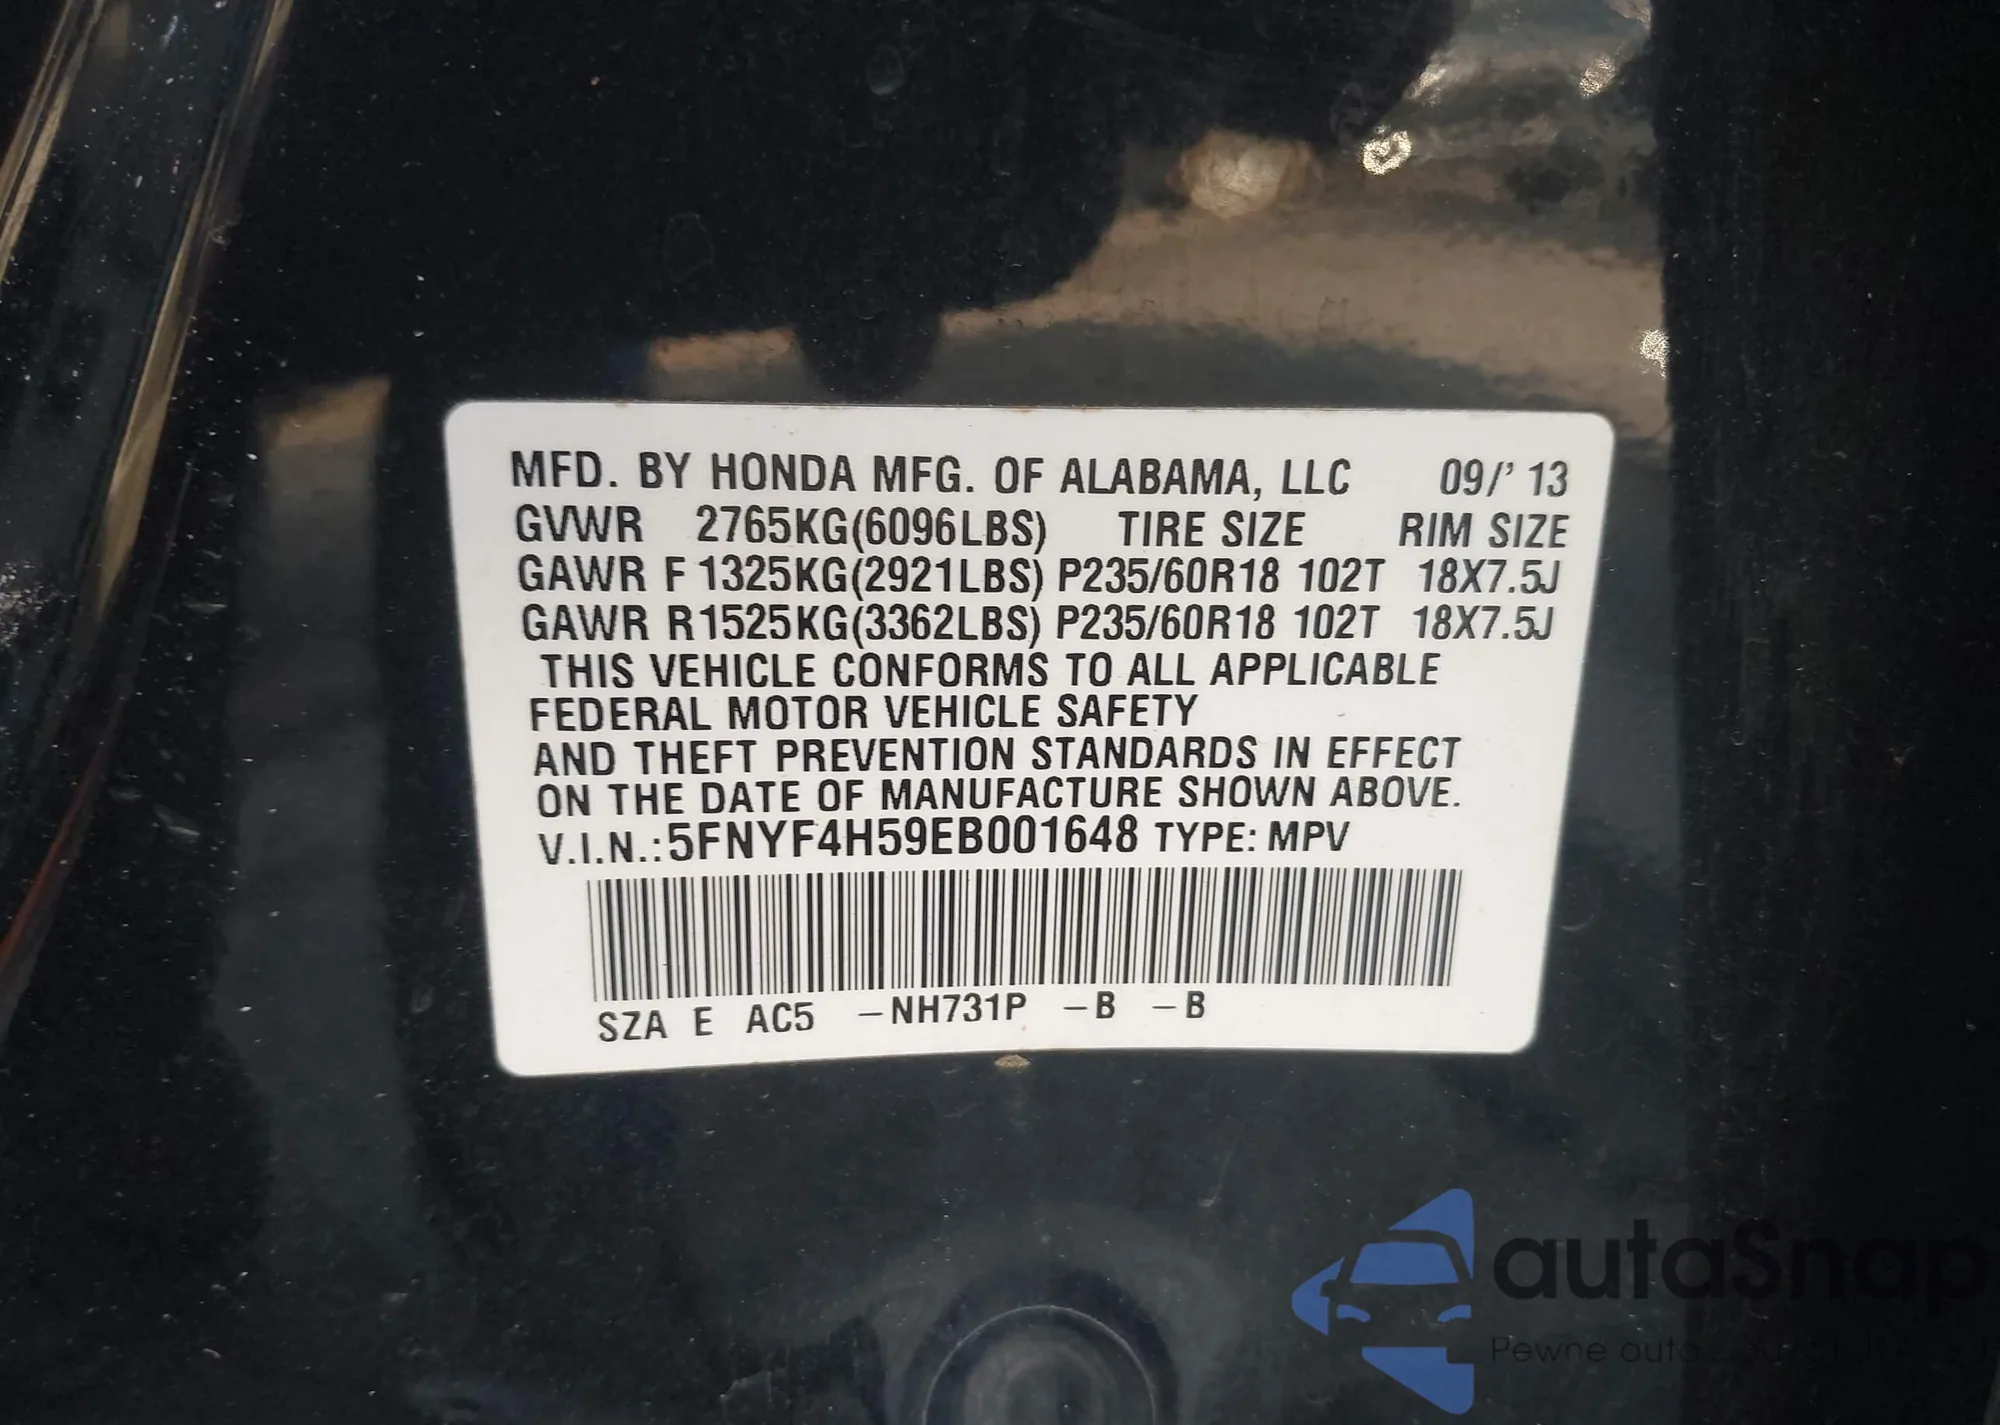 MFD. BY HONDA MFG. OF ALABAMA, LLC 09/' 13
GVWR 2765KG(6096LBS) TIRE SIZE RIM SIZE
GAWR F 1325KG(2921LBS) P235/60R18 102T 18X7.5J
GAWR R1525KG(3362LBS) P235/60R18 102T 18X7.5J
THIS VEHICLE CONFORMS TO ALL APPLICABLE
FEDERAL MOTOR VEHICLE SAFETY
AND THEFT PREVENTION STANDARDS IN EFFECT
ON THE DATE OF MANUFACTURE SHOWN ABOVE.
V.I.N.:5FNYF4H59EB001648 TYPE: MPV
SZA E AC5 –NH731P –B –B
autaSnap
Pewne auta